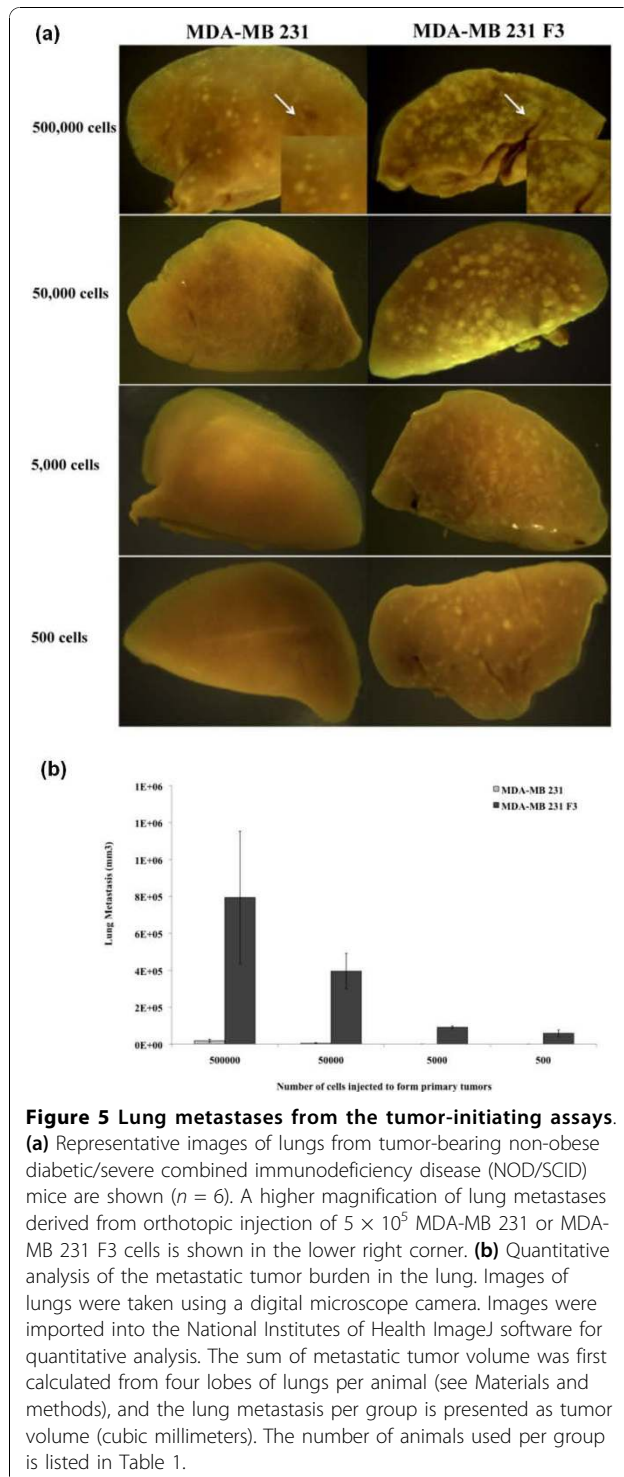 (a)
MDA-MB 231
MDA-MB 231 F3
500,000 cells
50,000 cells
5,000 cells
500 cells
(b)
1E+06
1E+06
1E+06
8E+05
6E+05
4E+05
2E+05
0E+00
Lung Metastasis (mm3)
MDA-MB 231
MDA-MB 231 F3
500000
50000
5000
500
Number of cells injected to form primary tumors
Figure 5 Lung metastases from the tumor-initiating assays.
(a) Representative images of lungs from tumor-bearing non-obese
diabetic/severe combined immunodeficiency disease (NOD/SCID)
mice are shown (n = 6). A higher magnification of lung metastases
derived from orthotopic injection of 5 × 10⁵ MDA-MB 231 or MDA-
MB 231 F3 cells is shown in the lower right corner. (b) Quantitative
analysis of the metastatic tumor burden in the lung. Images of
lungs were taken using a digital microscope camera. Images were
imported into the National Institutes of Health ImageJ software for
quantitative analysis. The sum of metastatic tumor volume was first
calculated from four lobes of lungs per animal (see Materials and
methods), and the lung metastasis per group is presented as tumor
volume (cubic millimeters). The number of animals used per group
is listed in Table 1.